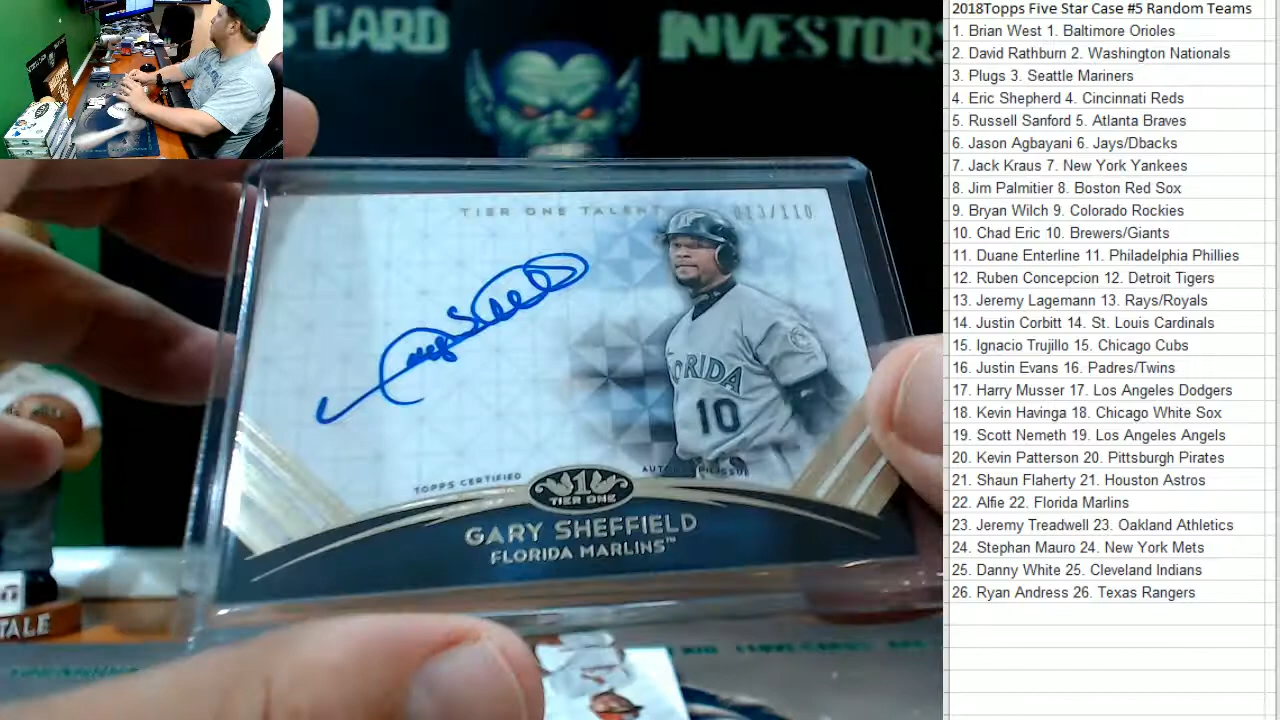 S CARD INVESTOR
TIER ONE TALENT 013/110
FLORIDA
10
TOPPS CERTIFIED
TIER ONE
GARY SHEFFIELD
FLORIDA MARLINS™
TALE
2018Topps Five Star Case #5 Random Teams
1. Brian West 1. Baltimore Orioles
2. David Rathburn 2. Washington Nationals
3. Plugs 3. Seattle Mariners
4. Eric Shepherd 4. Cincinnati Reds
5. Russell Sanford 5. Atlanta Braves
6. Jason Agbayani 6. Jays/Dbacks
7. Jack Kraus 7. New York Yankees
8. Jim Palmitier 8. Boston Red Sox
9. Bryan Wilch 9. Colorado Rockies
10. Chad Eric 10. Brewers/Giants
11. Duane Enterline 11. Philadelphia Phillies
12. Ruben Concepcion 12. Detroit Tigers
13. Jeremy Lagemann 13. Rays/Royals
14. Justin Corbitt 14. St. Louis Cardinals
15. Ignacio Trujillo 15. Chicago Cubs
16. Justin Evans 16. Padres/Twins
17. Harry Musser 17. Los Angeles Dodgers
18. Kevin Havinga 18. Chicago White Sox
19. Scott Nemeth 19. Los Angeles Angels
20. Kevin Patterson 20. Pittsburgh Pirates
21. Shaun Flaherty 21. Houston Astros
22. Alfie 22. Florida Marlins
23. Jeremy Treadwell 23. Oakland Athletics
24. Stephan Mauro 24. New York Mets
25. Danny White 25. Cleveland Indians
26. Ryan Andress 26. Texas Rangers